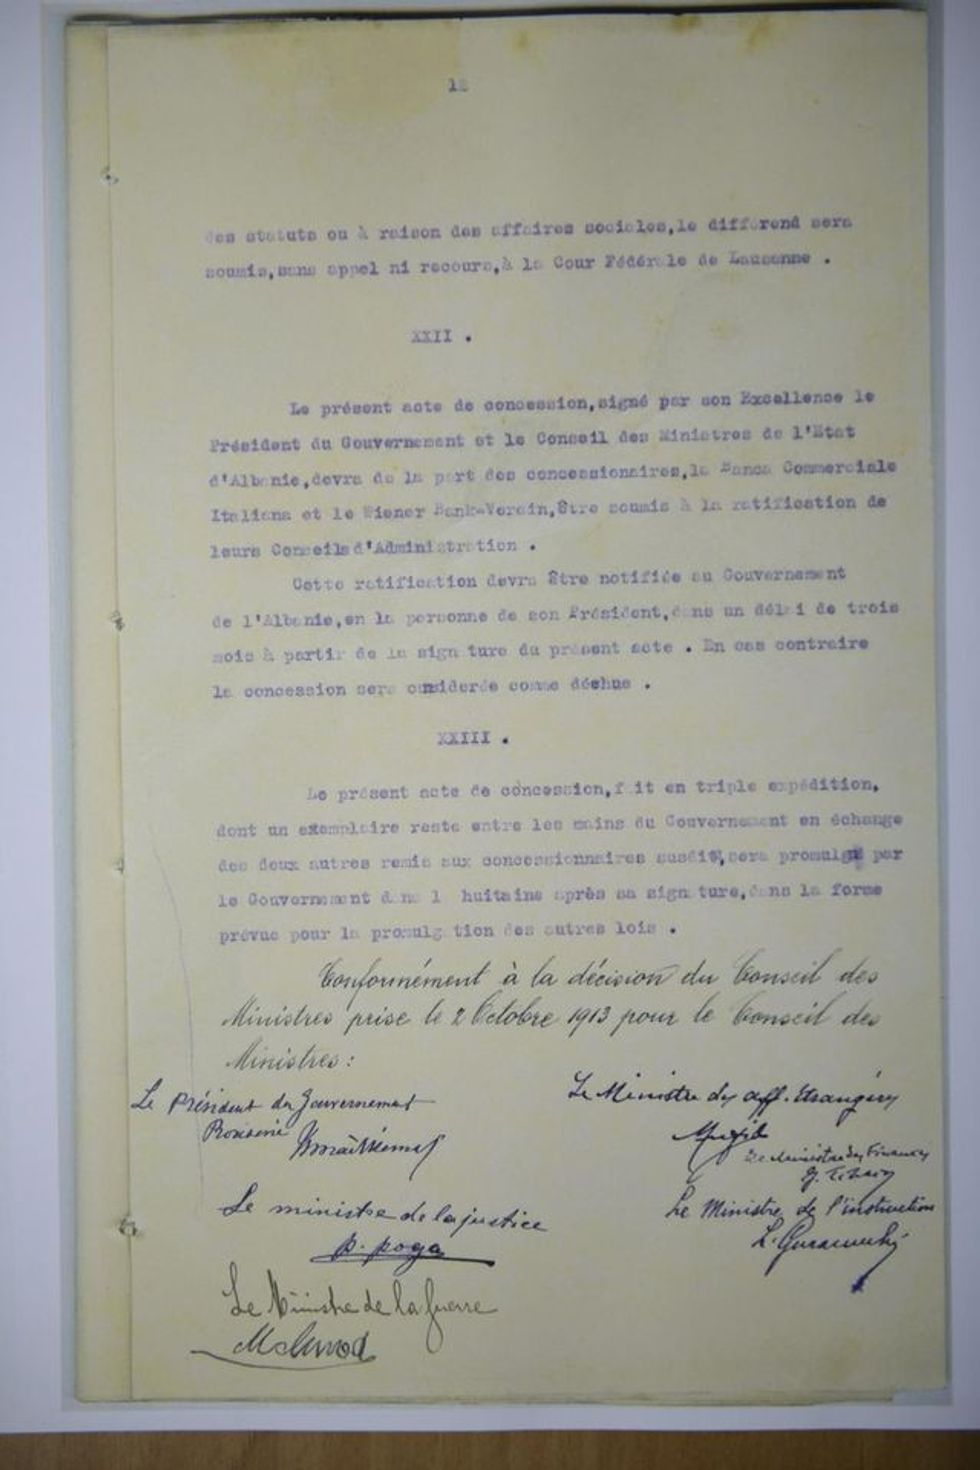 des statuts ou à raison des affaires sociales,le différend sera
soumis,sans appel ni recours,à la Cour Fédérale de Lausanne .
XXII .
Le présent acte de concession,signé par son Excellence le
Président du Gouvernement et le Conseil des Ministres de l'Etat
d'Albanie,devra de la part des concessionaires,la Banca Commerciale
Italiana et le Wiener Bank-Verein,être soumis à la ratification de
leurs Conseils d'Administration .
Cette ratification devra être notifiée au Gouvernement
de l'Albanie,en la personne de son Président,dans un délai de trois
mois à partir de la signature du présent acte . En cas contraire
la concession sera considerée comme déchue .
XXIII .
Le présent acte de concession,fait en triple expédition,
dont un exemplaire reste entre les mains du Gouvernement en échange
des deux autres remis aux concessionnaires susdits,sera promulgué par
le Gouvernement dans l huitaine après sa signature,dans la forme
prévue pour la promulgation des autres lois .
Conformément à la décision du Conseil des
Ministres prise le 2 Octobre 1913 pour le Conseil des
Ministres :
Le Président du Gouvernement
Le Ministre des aff. Etrangères
Le Ministre des Finances
Le ministre de la justice
p. poga
Le Ministre de l'instruction
L. Gurakuki
Le Ministre de la Guerre